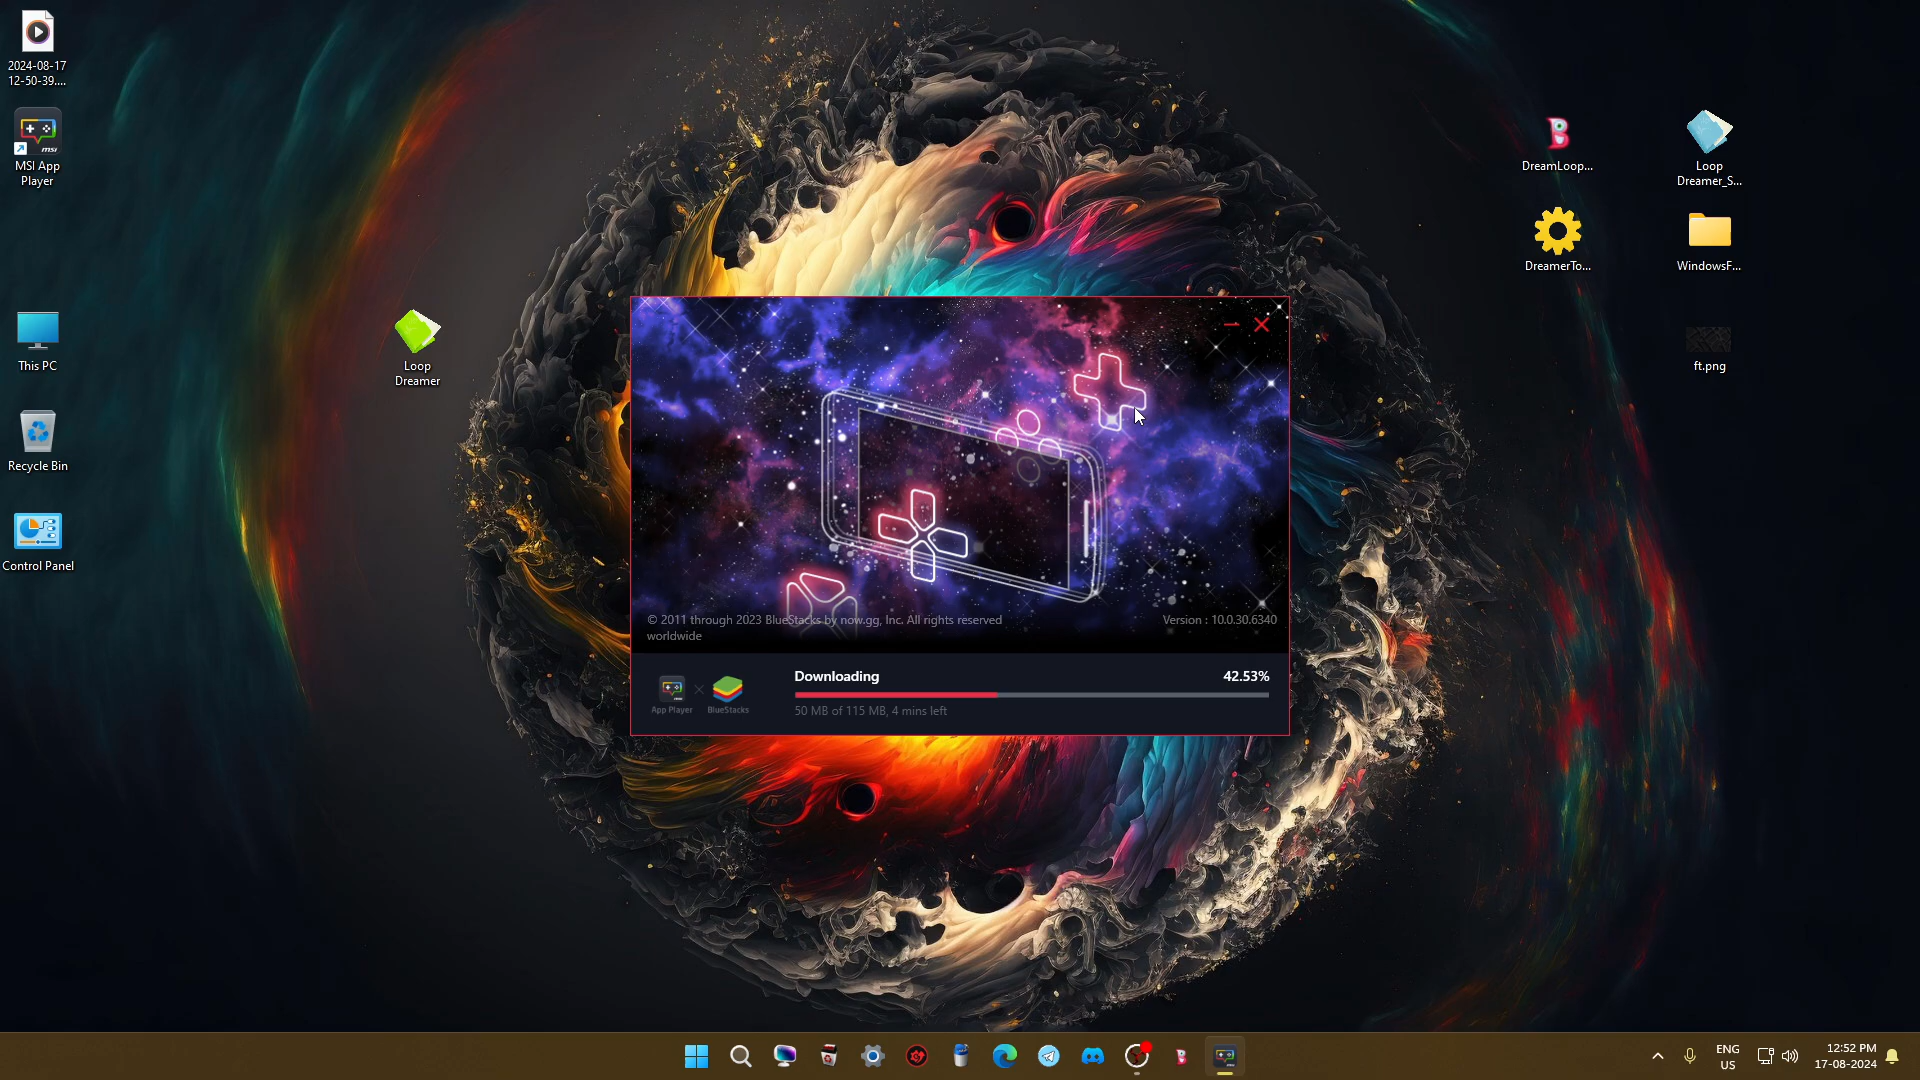 2024-08-17
12-50-39....
MSI App
Player
This PC
Recycle Bin
Control Panel
Loop
Dreamer
DreamLoop...
Loop
Dreamer_S...
DreamerTo...
WindowsF...
ft.png
© 2011 through 2023 BlueStacks by now.gg, Inc. All rights reserved
worldwide
Version : 10.0.30.6340
App Player
BlueStacks
Downloading
42.53%
50 MB of 115 MB, 4 mins left
ENG
US
12:52 PM
17-08-2024